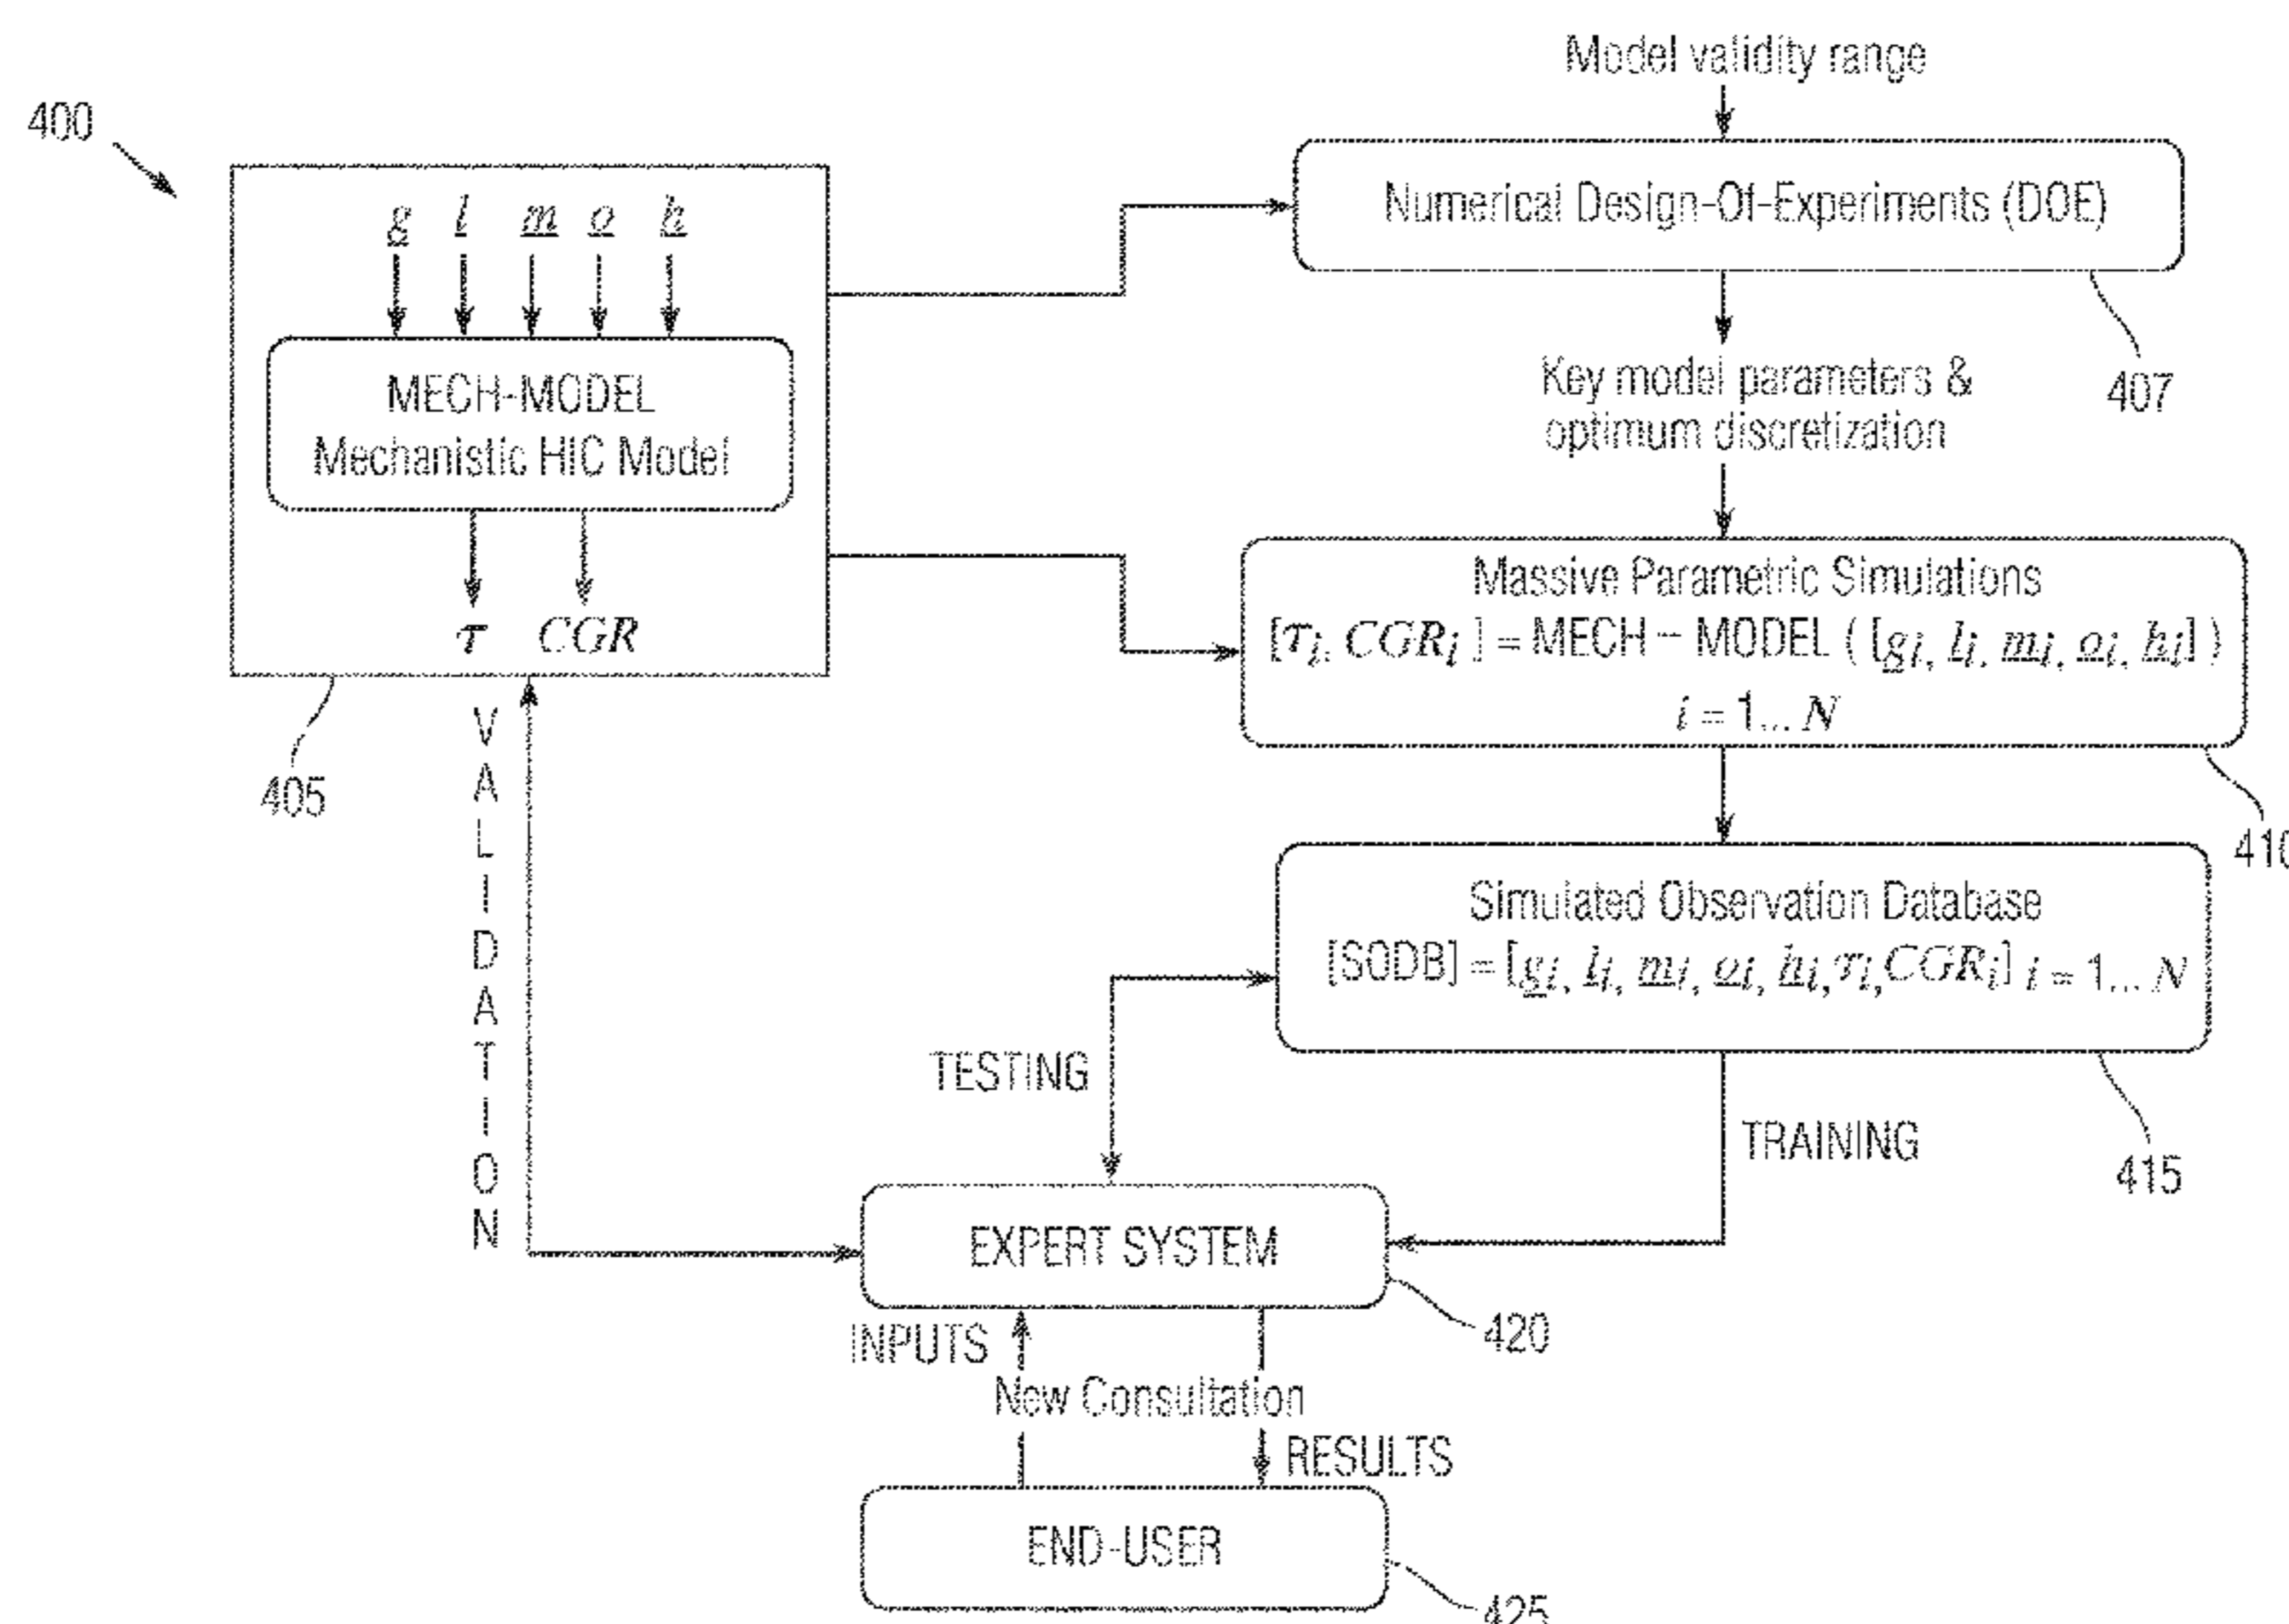 400
Model validity range
Numerical Design-Of-Experiments (DOE)
407
g l m o h
MECH-MODEL
Mechanistic HIC Model
τ CGR
405
Key model parameters &
optimum discretization
Massive Parametric Simulations
[τi, CGRi ] = MECH – MODEL ( [gi, li, mi, oi, hi] )
i = 1... N
410
Simulated Observation Database
[SODB] = [gi, li, mi, oi, hi, τi, CGRi] i = 1... N
415
VALIDATION
TESTING
TRAINING
EXPERT SYSTEM
420
INPUTS
New Consultation
RESULTS
END-USER
425